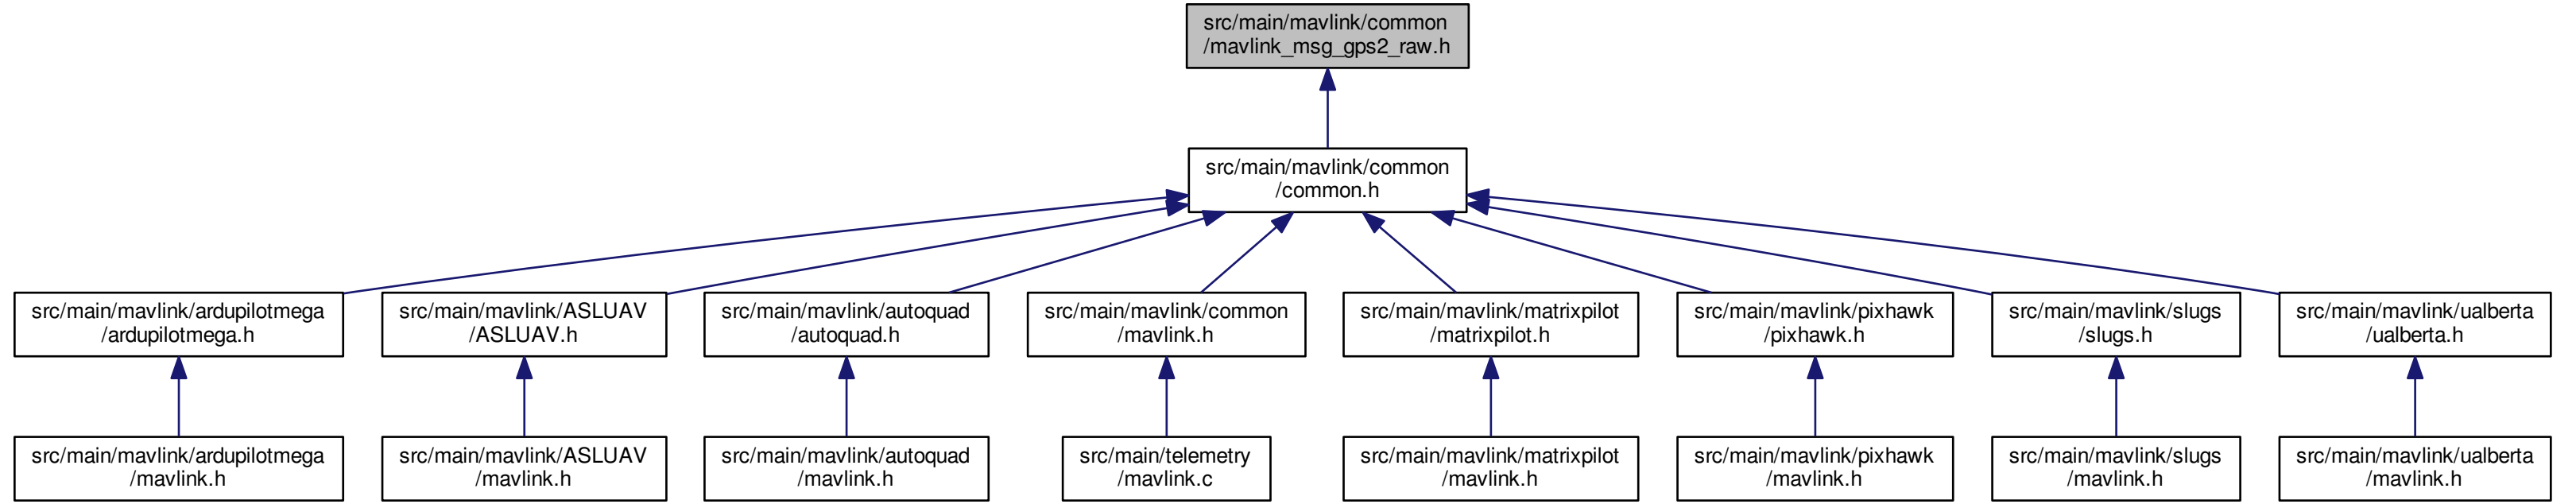 src/main/mavlink/common
/mavlink_msg_gps2_raw.h
src/main/mavlink/common
/common.h
src/main/mavlink/ardupilotmega
/ardupilotmega.h
src/main/mavlink/ASLUAV
/ASLUAV.h
src/main/mavlink/autoquad
/autoquad.h
src/main/mavlink/common
/mavlink.h
src/main/mavlink/matrixpilot
/matrixpilot.h
src/main/mavlink/pixhawk
/pixhawk.h
src/main/mavlink/slugs
/slugs.h
src/main/mavlink/ualberta
/ualberta.h
src/main/mavlink/ardupilotmega
/mavlink.h
src/main/mavlink/ASLUAV
/mavlink.h
src/main/mavlink/autoquad
/mavlink.h
src/main/telemetry
/mavlink.c
src/main/mavlink/matrixpilot
/mavlink.h
src/main/mavlink/pixhawk
/mavlink.h
src/main/mavlink/slugs
/mavlink.h
src/main/mavlink/ualberta
/mavlink.h